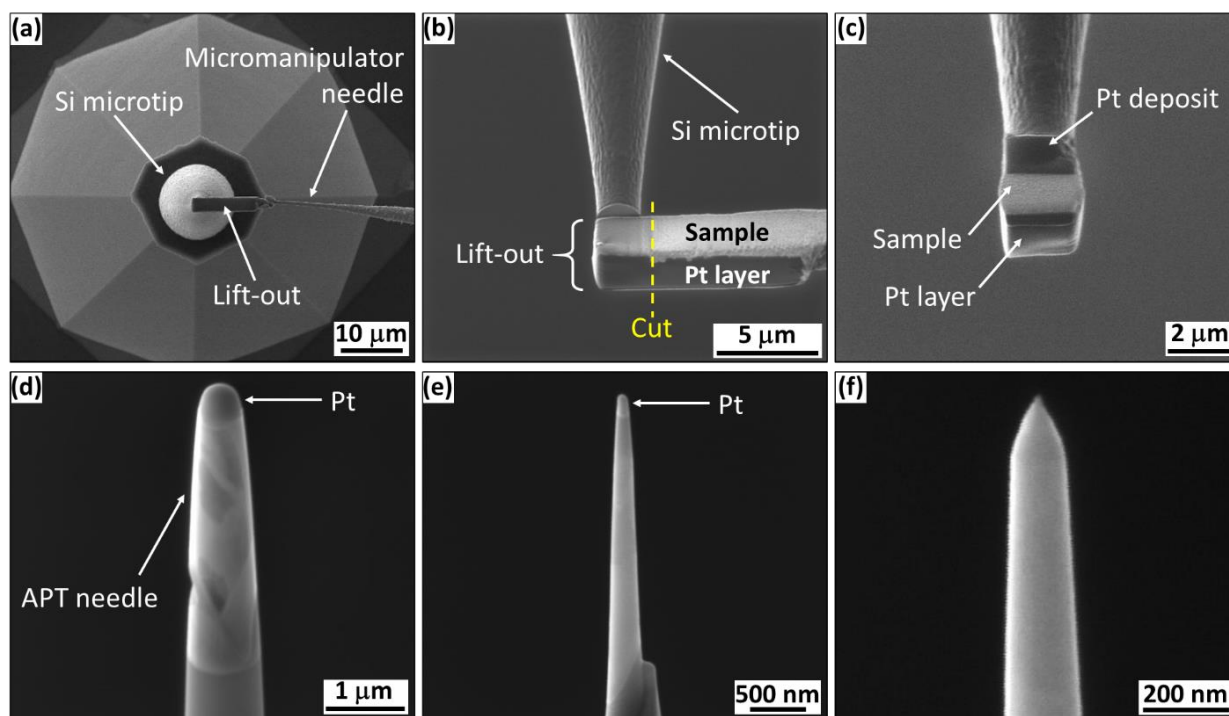 (a)
Micromanipulator
needle
Si microtip
Lift-out
10 μm
(b)
Si microtip
Lift-out
Sample
Pt layer
Cut
5 μm
(c)
Pt deposit
Sample
Pt layer
2 μm
(d)
Pt
APT needle
1 μm
(e)
Pt
500 nm
(f)
200 nm